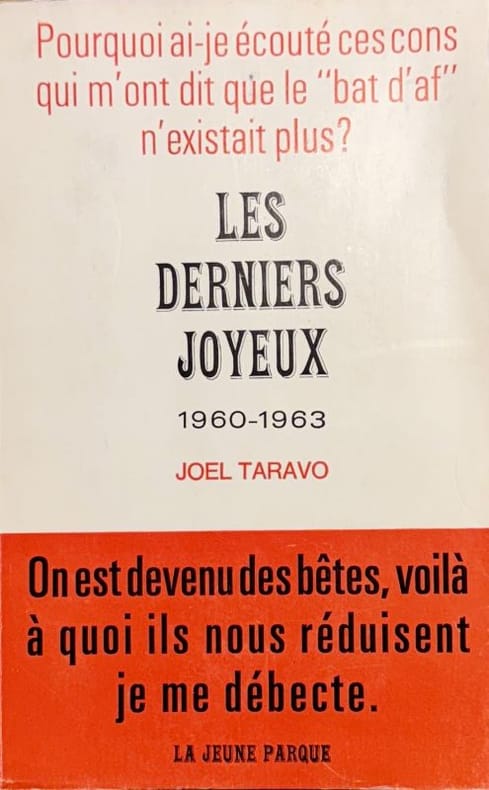 Pourquoi ai-je écouté ces cons
qui m'ont dit que le "bat d'af"
n'existait plus?
LES
DERNIERS
JOYEUX
1960-1963
JOEL TARAVO
On est devenu des bêtes, voilà
à quoi ils nous réduisent
je me débecte.
LA JEUNE PARQUE